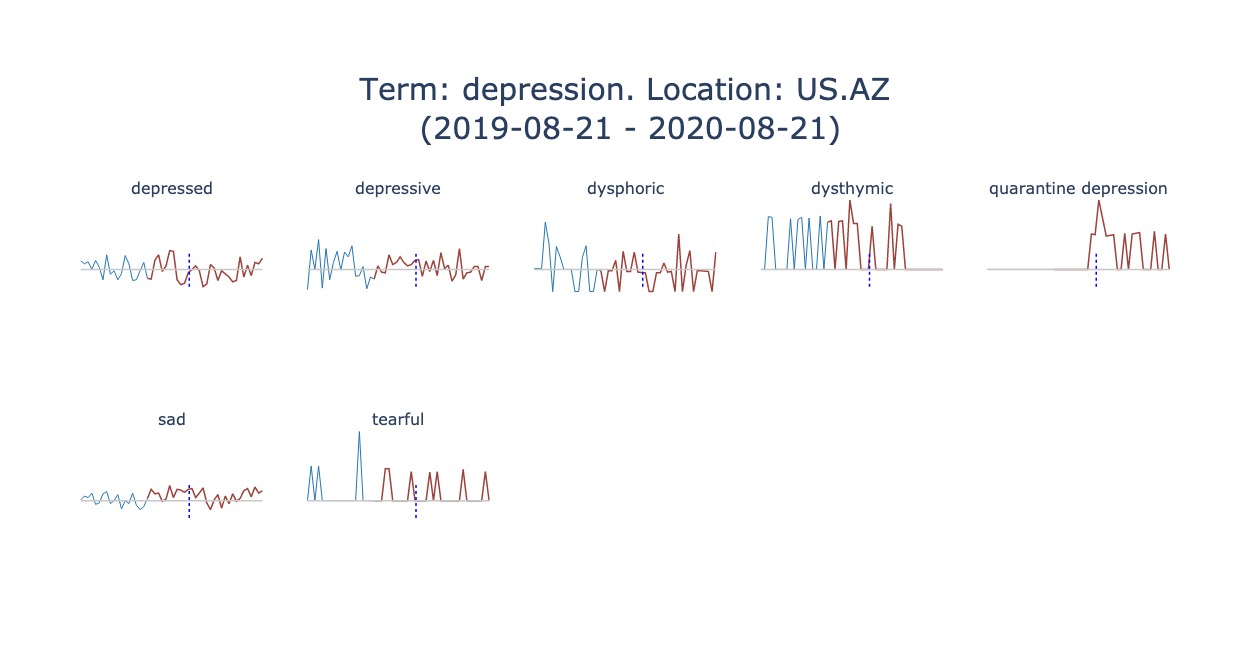 Term: depression. Location: US.AZ
(2019-08-21 - 2020-08-21)
depressed
depressive
dysphoric
dysthymic
quarantine depression
sad
tearful